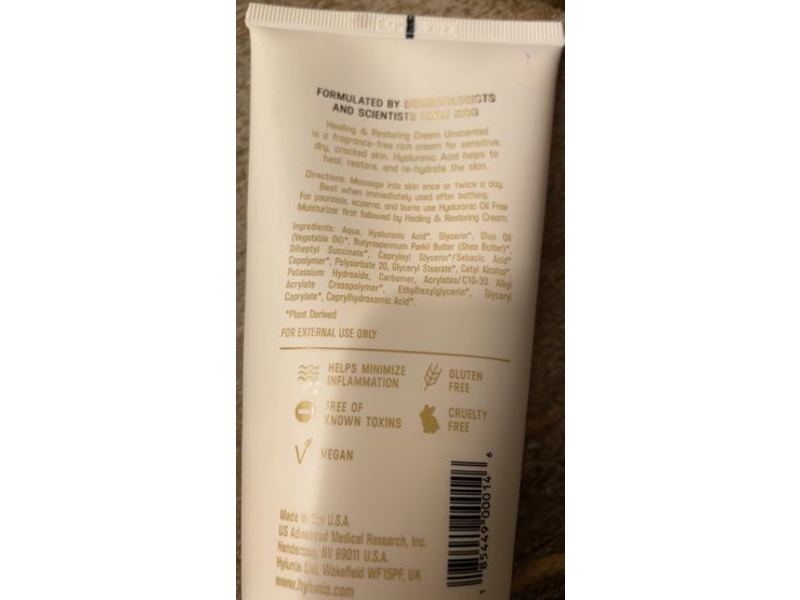 FORMULATED BY DERMATOLOGISTS
AND SCIENTISTS SINCE
Healing & Restoring Cream Unscented
is a fragrance-free rich cream for sensitive,
dry, cracked skin. Hyaluronic Acid helps to
heal, restore, and re-hydrate the skin.
Directions: Massage into skin once or twice a day.
Best when immediately used after bathing.
For psoriasis, eczema, and burns use Hyaluronic Oil Free
Moisturizer first followed by Healing & Restoring Cream.
Ingredients: Aqua, Hyaluronic Acid*, Glycerin*, Olus Oil
(Vegetable Oil)*, Butyrospermum Parkii Butter (Shea Butter)*,
Diheptyl Succinate*, Capryloyl Glycerin*/Sebacic Acid*
Copolymer*, Polysorbate 20, Glyceryl Stearate*, Cetyl Alcohol*,
Potassium Hydroxide, Carbomer, Acrylates/C10-30 Alkyl
Acrylate Crosspolymer*, Ethylhexylglycerin*, Glyceryl
Caprylate*, Caprylhydroxamic Acid*.
*Plant Derived
FOR EXTERNAL USE ONLY
HELPS MINIMIZE
INFLAMMATION
GLUTEN
FREE
FREE OF
KNOWN TOXINS
CRUELTY
FREE
VEGAN
Made in the U.S.A.
US Advanced Medical Research, Inc.
Henderson, NV 89011 U.S.A.
Hylunia Ltd. Wakefield WF15PF, UK
www.hylunia.com
1 85449 00014 6